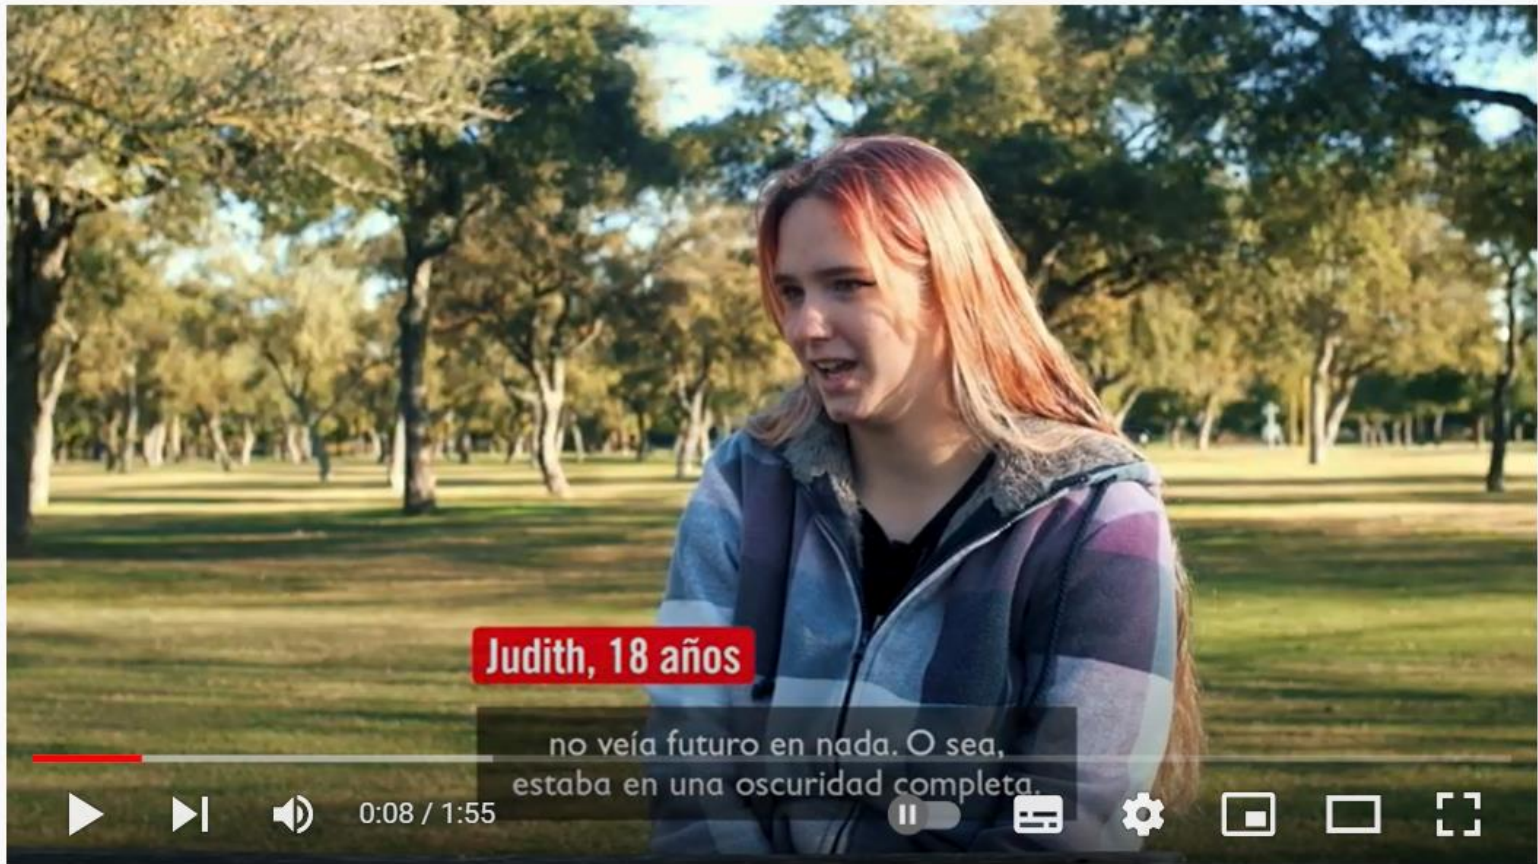 Judith, 18 años
no veía futuro en nada. O sea,
estaba en una oscuridad completa.
0:08 / 1:55